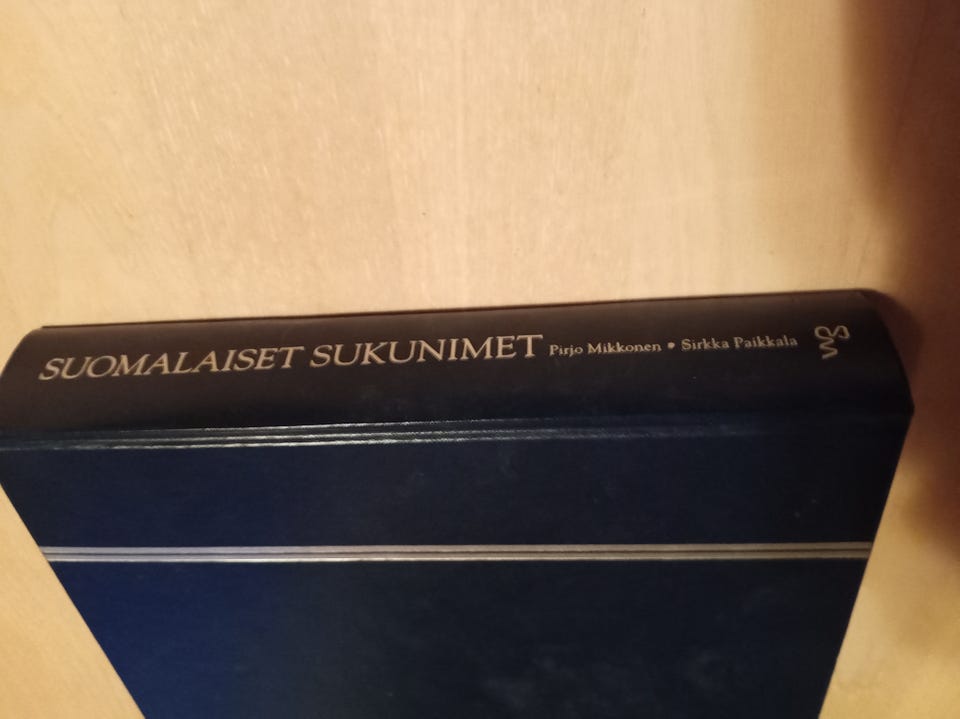 SUOMALAISET SUKUNIMET Pirjo Mikkonen • Sirkka Paikkala